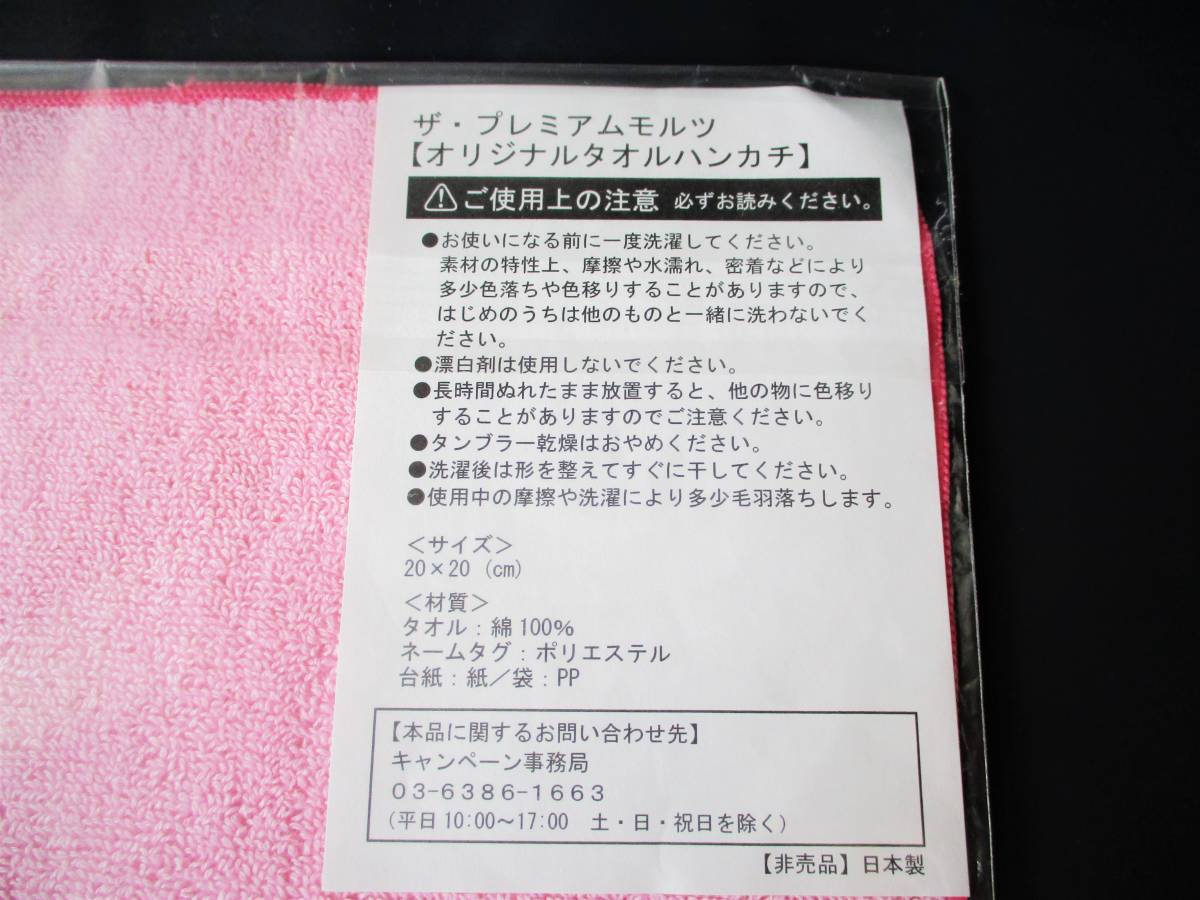 ザ・プレミアムモルツ
【オリジナルタオルハンカチ】
ご使用上の注意 必ずお読みください。
●お使いになる前に一度洗濯してください。
素材の特性上、摩擦や水濡れ、密着などにより
多少色落ちや色移りすることがありますので、
はじめのうちは他のものと一緒に洗わないでく
ださい。
●漂白剤は使用しないでください。
●長時間ぬれたまま放置すると、他の物に色移り
することがありますのでご注意ください。
●タンブラー乾燥はおやめください。
●洗濯後は形を整えてすぐに干してください。
●使用中の摩擦や洗濯により多少毛羽落ちします。
＜サイズ＞
20×20 (cm)
＜材質＞
タオル：綿100%
ネームタグ：ポリエステル
台紙：紙／袋：PP
【本品に関するお問い合わせ先】
キャンペーン事務局
03-6386-1663
(平日10:00～17:00　土・日・祝日を除く)
【非売品】日本製